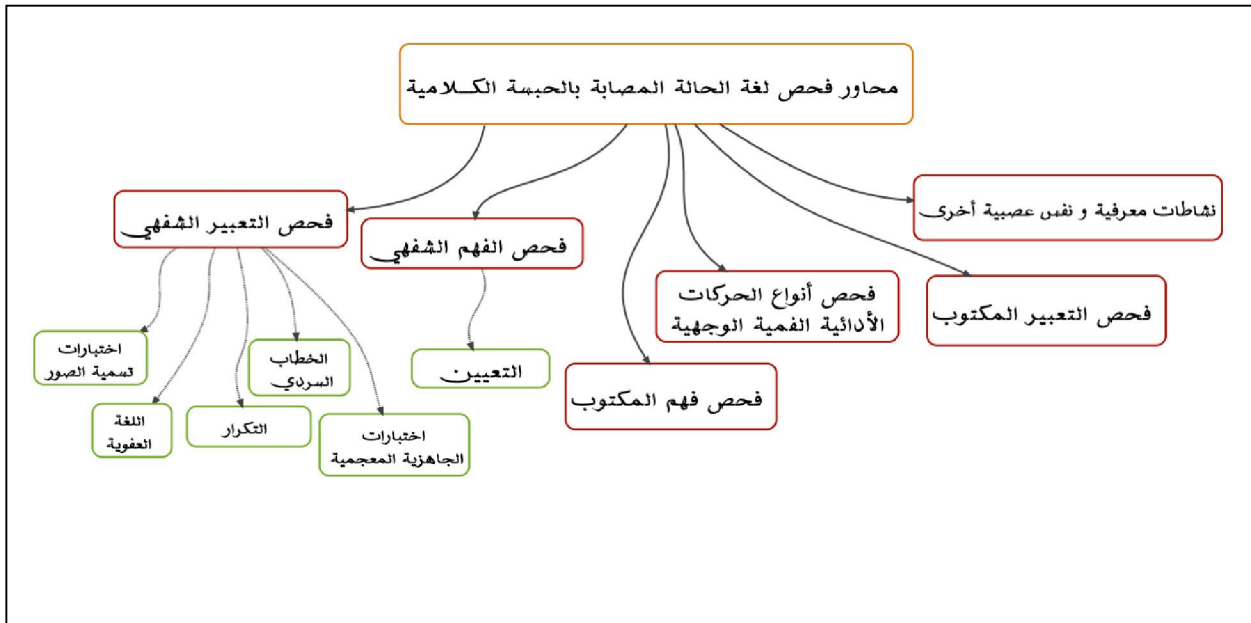 محاور فحص لغة الحالة المصابة بالحبسة الكلامية
نشاطات معرفية و نفس عصبية أخرى
فحص التعبير الشفهي
فحص الفهم الشفهي
فحص أنواع الحركات
الأدائية الفمية الوجهية
فحص التعبير المكتوب
فحص فهم المكتوب
التعيين
الخطاب
السردي
اختبارات
تسمية الصور
اختبارات
الجاهزية المعجمية
التكرار
اللغة
العفوية